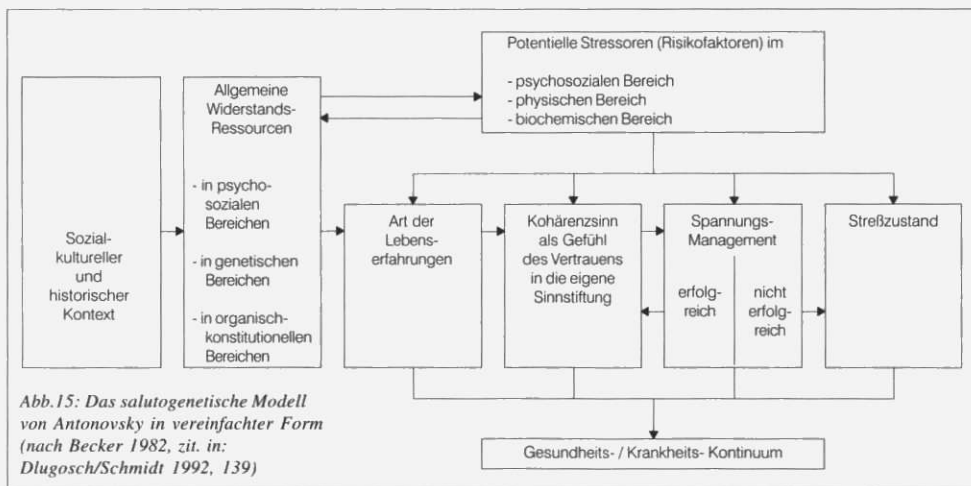 Potentielle Stressoren (Risikofaktoren) im
- psychosozialen Bereich
- physischen Bereich
- biochemischen Bereich
Allgemeine
Widerstands-
Ressourcen
- in psycho-
sozialen
Bereichen
- in genetischen
Bereichen
- in organisch-
konstitutionellen
Bereichen
Sozial-
kultureller
und
historischer
Kontext
Art der
Lebens-
erfahrungen
Kohärenzsinn
als Gefühl
des Vertrauens
in die eigene
Sinnstiftung
Spannungs-
Management
erfolg-
reich
nicht
erfolg-
reich
Streßzustand
Abb.15: Das salutogenetische Modell
von Antonovsky in vereinfachter Form
(nach Becker 1982, zit. in:
Dlugosch/Schmidt 1992, 139)
Gesundheits- / Krankheits- Kontinuum